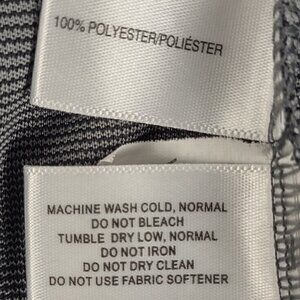 100% POLYESTER/POLIÉSTER
MACHINE WASH COLD, NORMAL
DO NOT BLEACH
TUMBLE DRY LOW, NORMAL
DO NOT IRON
DO NOT DRY CLEAN
DO NOT USE FABRIC SOFTENER